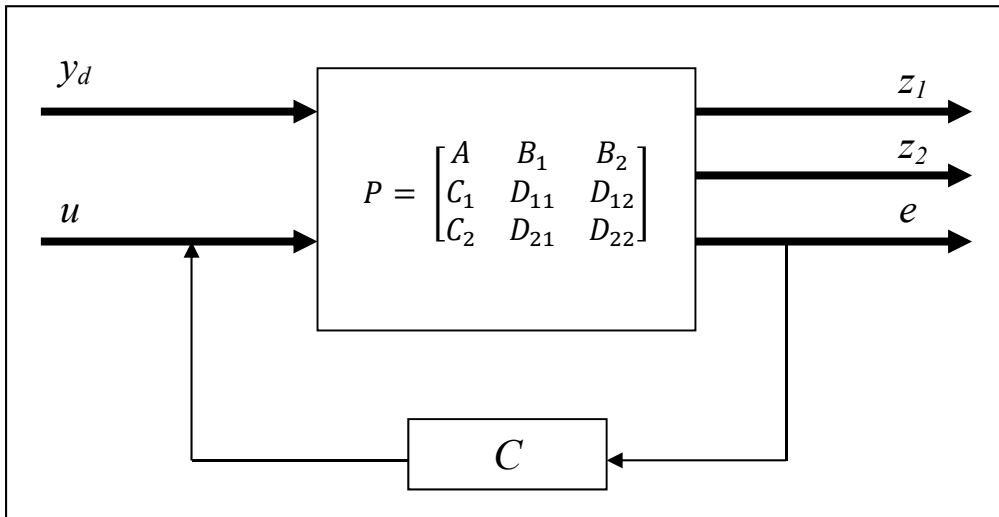 y_d
z_1
z_2
P = [A B_1 B_2
C_1 D_11 D_12
C_2 D_21 D_22]
u
e
C